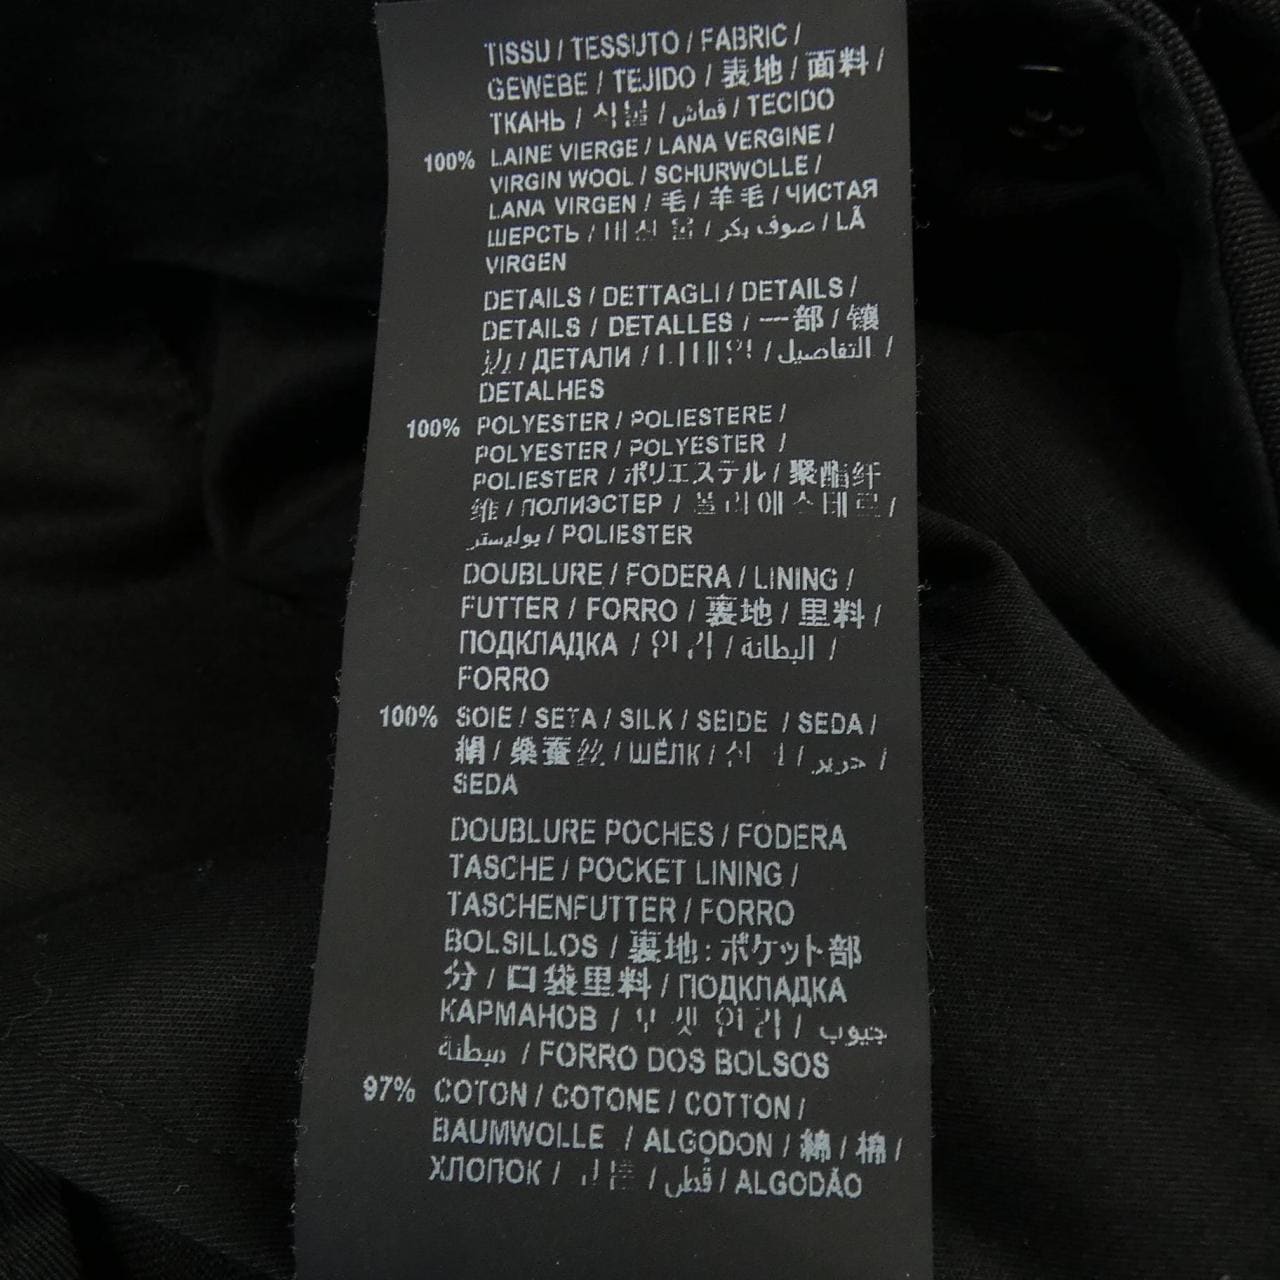 TISSU / TESSUTO / FABRIC /
GEWEBE / TEJIDO / 表地 / 面料 /
ТКАНЬ / 직물 / قماش / TECIDO
100% LAINE VIERGE / LANA VERGINE /
VIRGIN WOOL / SCHURWOLLE /
LANA VIRGEN / 毛 / 羊毛 / ЧИСТАЯ
ШЕРСТЬ / / صوف بكر / LÃ
VIRGEN
DETAILS / DETTAGLI / DETAILS /
DETAILS / DETALLES / 一部 / 镶
/ ДЕТАЛИ / 디테일 / التفاصيل /
DETALHES
100% POLYESTER / POLIESTERE /
POLYESTER / POLYESTER /
POLIESTER / ポリエステル / 聚酯纤
维 / ПОЛИЭСТЕР / 폴리에스테르 /
بوليستر / POLIESTER
DOUBLURE / FODERA / LINING /
FUTTER / FORRO / 裏地 / 里料 /
ПОДКЛАДКА / 안감 / البطانة /
FORRO
100% SOIE / SETA / SILK / SEIDE / SEDA /
絹 / 桑蚕丝 / ШЁЛК / 실크 / حرير /
SEDA
DOUBLURE POCHES / FODERA
TASCHE / POCKET LINING /
TASCHENFUTTER / FORRO
BOLSILLOS / 裏地: ポケット部
分 / 口袋里料 / ПОДКЛАДКА
КАРМАНОВ / 포켓 안감 / جيوب
مبطنة / FORRO DOS BOLSOS
97% COTON / COTONE / COTTON /
BAUMWOLLE / ALGODON / 綿 / 棉 /
ХЛОПОК / / قطن / ALGODÃO